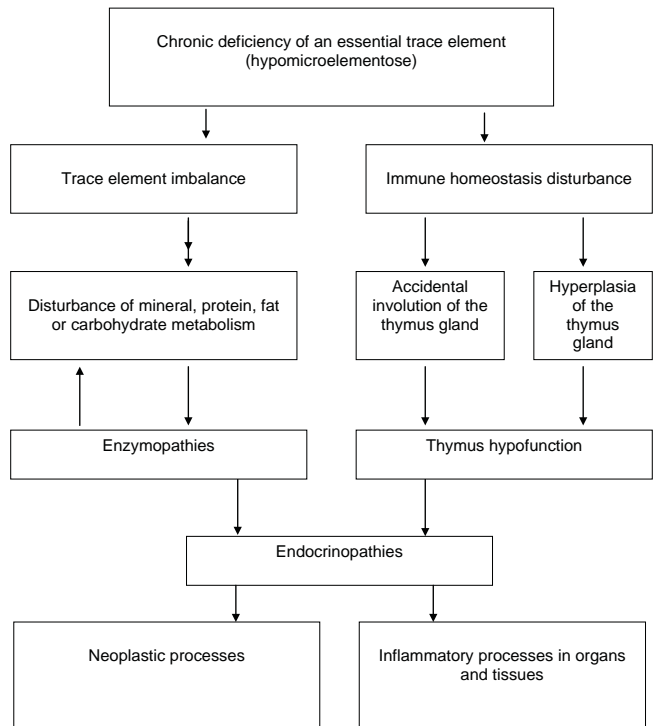 Chronic deficiency of an essential trace element
(hypomicroelementose)
Trace element imbalance
Immune homeostasis disturbance
Disturbance of mineral, protein, fat
or carbohydrate metabolism
Accidental
involution of the
thymus gland
Hyperplasia
of the
thymus
gland
Enzymopathies
Thymus hypofunction
Endocrinopathies
Neoplastic processes
Inflammatory processes in organs
and tissues